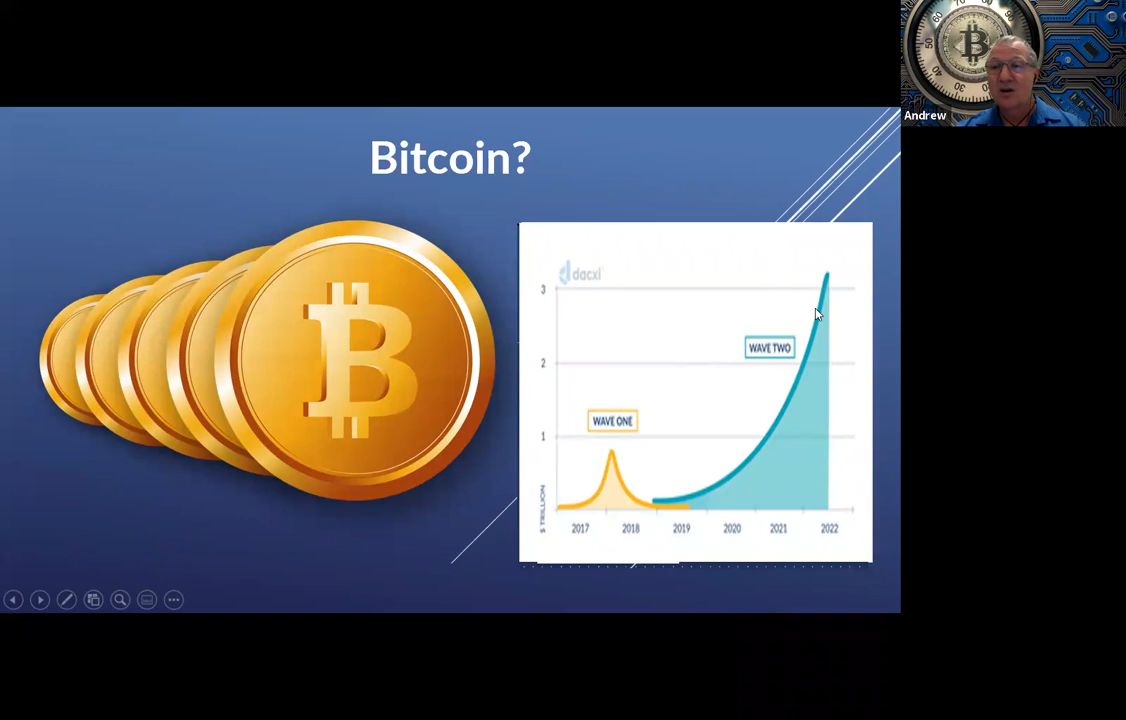 Andrew
Bitcoin?
dacxi
3
WAVE TWO
2
WAVE ONE
1
$ TRILLION
2017 2018 2019 2020 2021 2022